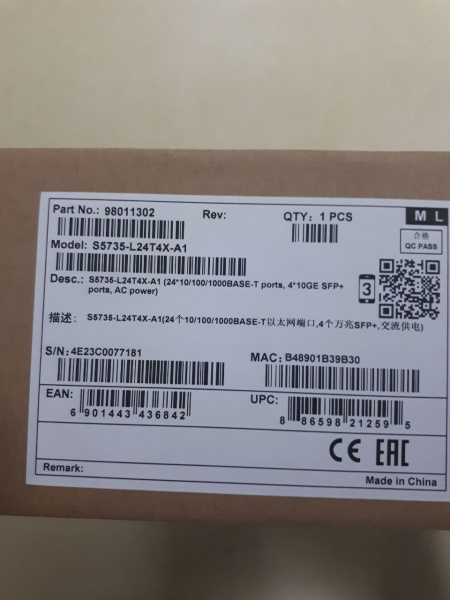 Part No.: 98011302 Rev: QTY: 1 PCS M L
合格
QC PASS
Model: S5735-L24T4X-A1
Desc.: S5735-L24T4X-A1 (24*10/100/1000BASE-T ports, 4*10GE SFP+
ports, AC power)
3
描述: S5735-L24T4X-A1(24个10/100/1000BASE-T以太网端口,4个万兆SFP+,交流供电)
S/N: 4E23C0077181 MAC: B48901B39B30
EAN: 6 901443 436842 UPC: 8 86598 21259 5
CE EAC
Remark: Made in China